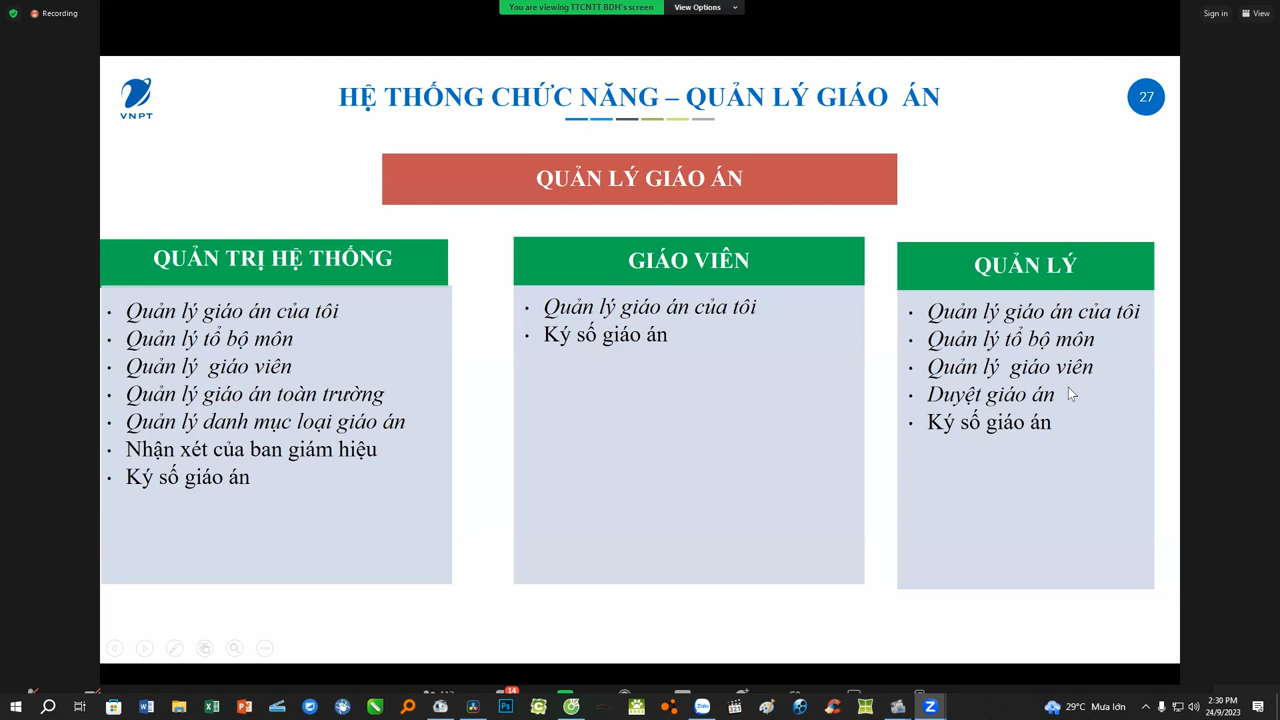 Recording
You are viewing TTCNTT BDH's screen
View Options
Sign in
View
VNPT
HỆ THỐNG CHỨC NĂNG – QUẢN LÝ GIÁO ÁN
27
QUẢN LÝ GIÁO ÁN
QUẢN TRỊ HỆ THỐNG
• Quản lý giáo án của tôi
• Quản lý tổ bộ môn
• Quản lý giáo viên
• Quản lý giáo án toàn trường
• Quản lý danh mục loại giáo án
• Nhận xét của ban giám hiệu
• Ký số giáo án
GIÁO VIÊN
• Quản lý giáo án của tôi
• Ký số giáo án
QUẢN LÝ
• Quản lý giáo án của tôi
• Quản lý tổ bộ môn
• Quản lý giáo viên
• Duyệt giáo án
• Ký số giáo án
14
Zalo
29°C Mưa lớn
2:30 PM
24/9/2023